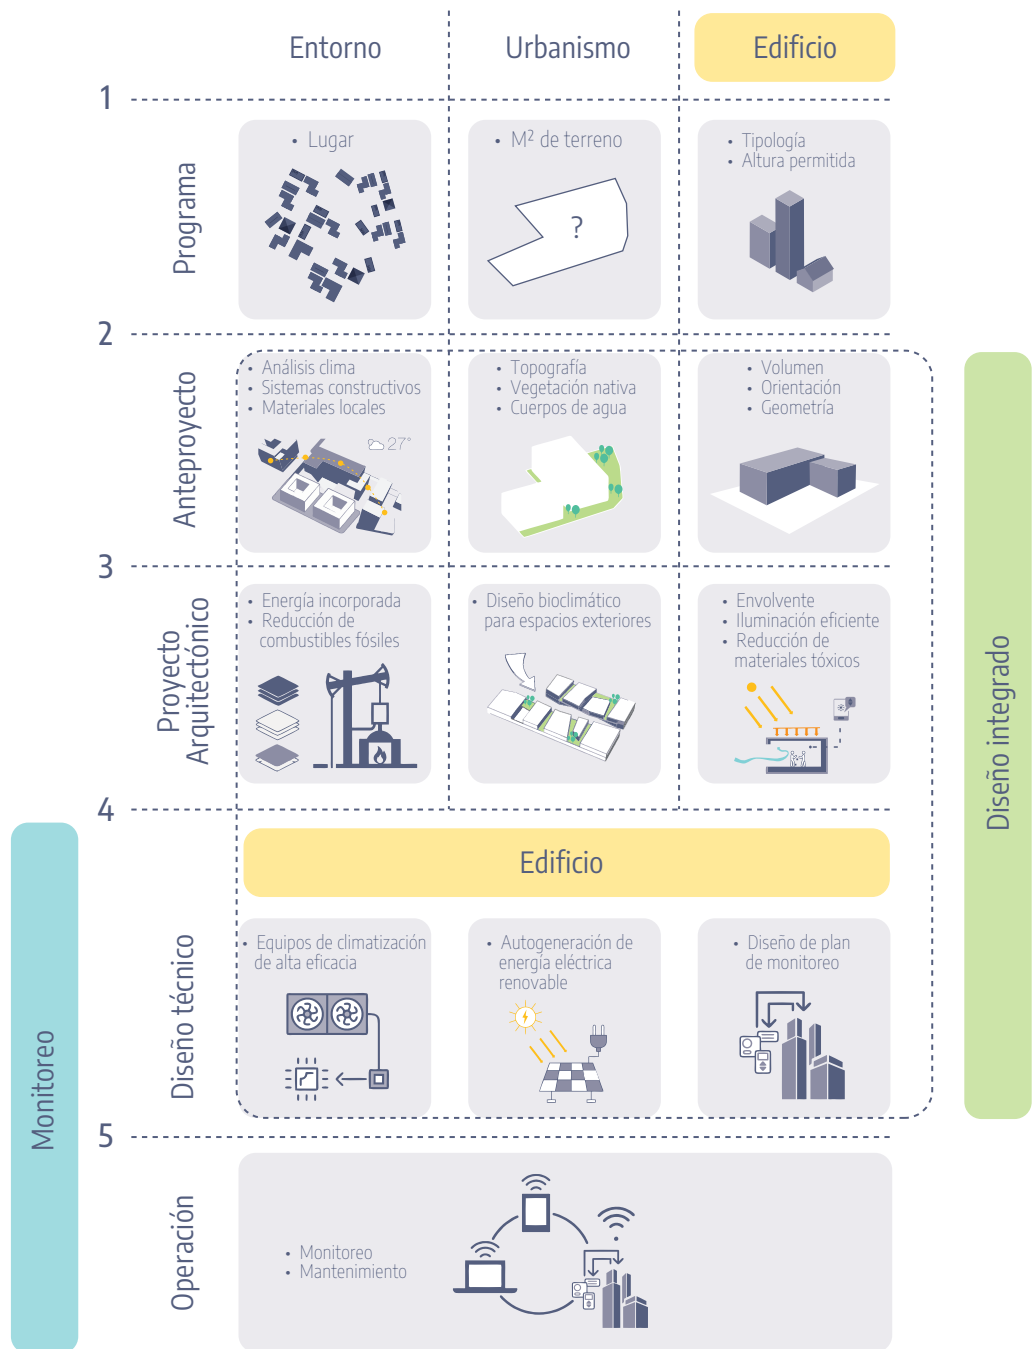 Entorno
Urbanismo
Edificio
1
Programa
• Lugar
• M² de terreno
?
• Tipología
• Altura permitida
2
Anteproyecto
• Análisis clima
• Sistemas constructivos
• Materiales locales
27°
• Topografía
• Vegetación nativa
• Cuerpos de agua
• Volumen
• Orientación
• Geometría
3
Proyecto
Arquitectónico
• Energía incorporada
• Reducción de
combustibles fósiles
• Diseño bioclimático
para espacios exteriores
• Envolvente
• Iluminación eficiente
• Reducción de
materiales tóxicos
Diseño integrado
4
Edificio
Diseño técnico
• Equipos de climatización
de alta eficacia
• Autogeneración de
energía eléctrica
renovable
• Diseño de plan
de monitoreo
Monitoreo
5
Operación
• Monitoreo
• Mantenimiento